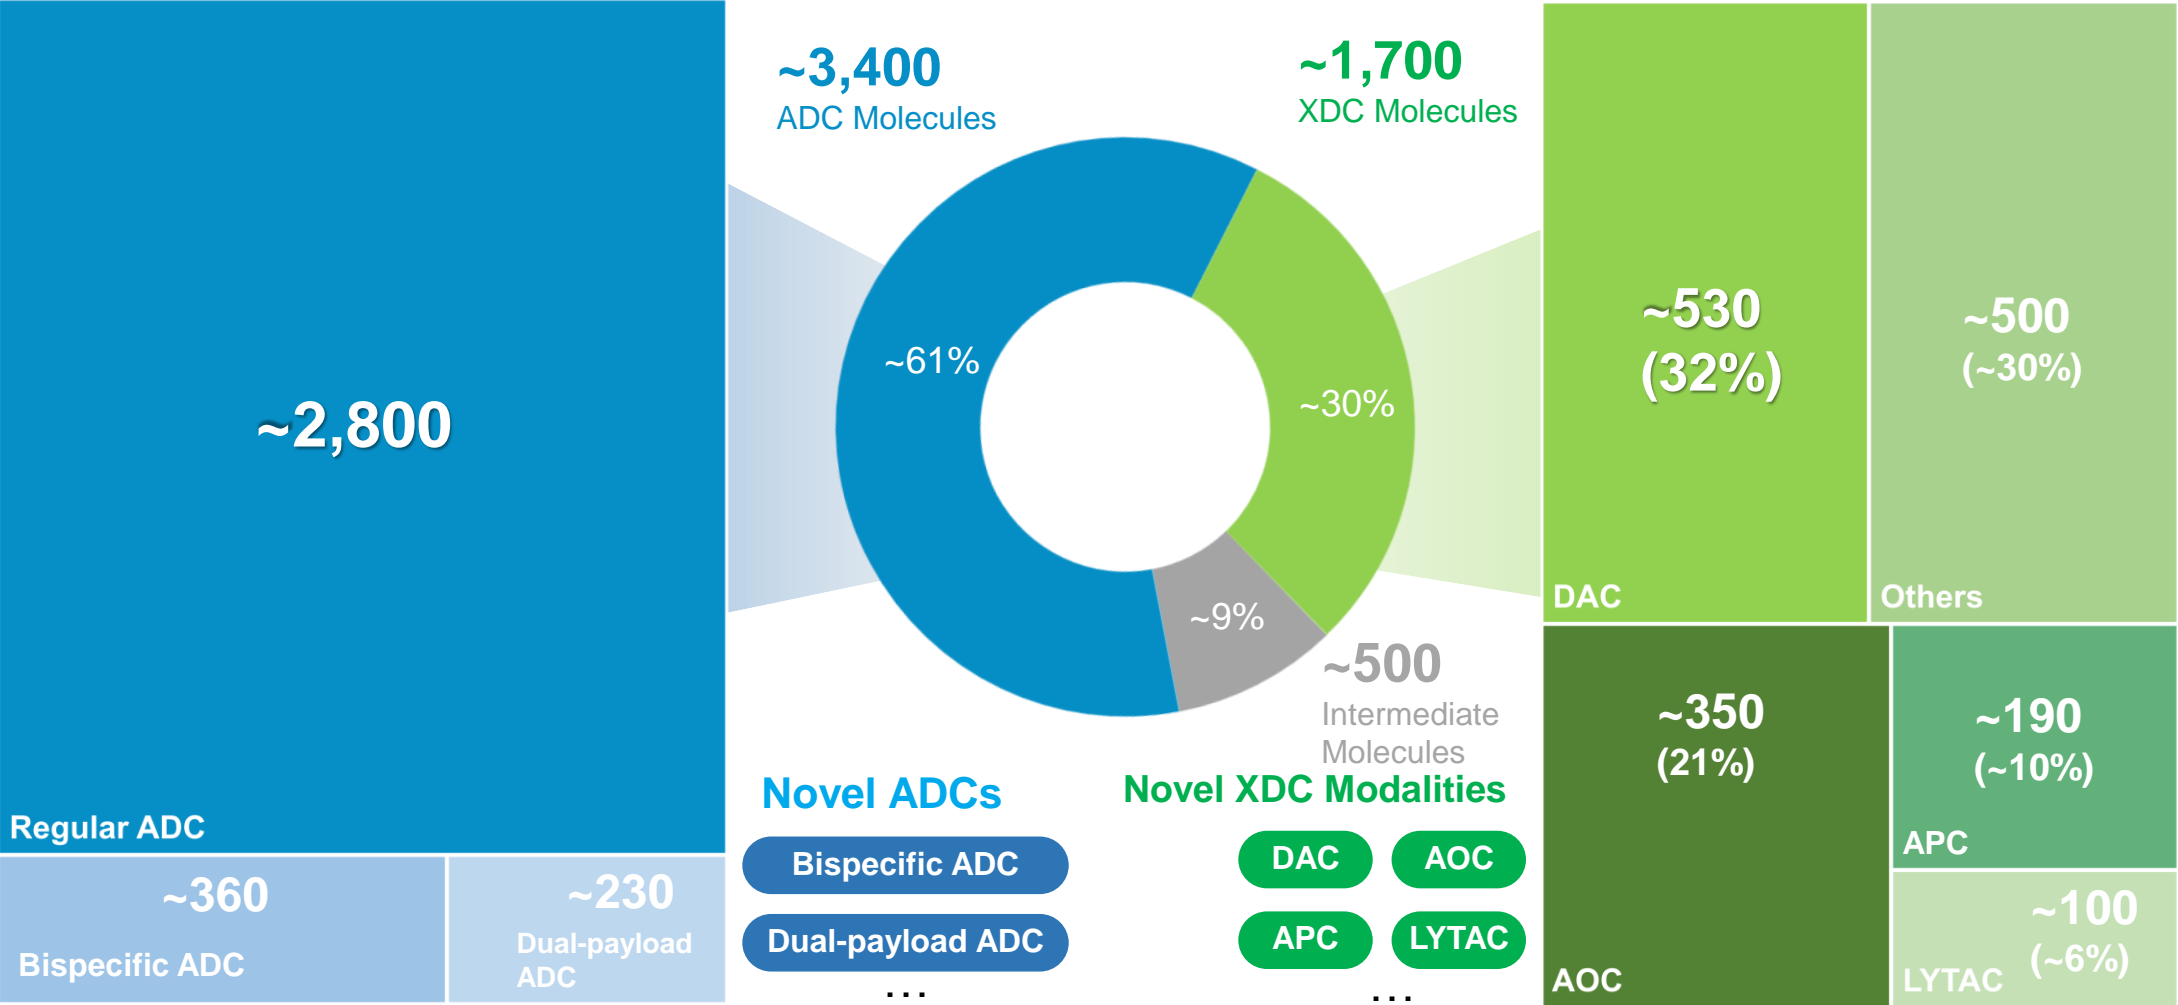 ~2,800
Regular ADC
~360
Bispecific ADC
~230
Dual-payload
ADC
~3,400
ADC Molecules
~1,700
XDC Molecules
~61%
~30%
~9%
~500
Intermediate
Molecules
Novel ADCs
Bispecific ADC
Dual-payload ADC
...
Novel XDC Modalities
DAC
AOC
APC
LYTAC
...
~530
(32%)
DAC
~500
(~30%)
Others
~350
(21%)
AOC
~190
(~10%)
APC
~100
(~6%)
LYTAC